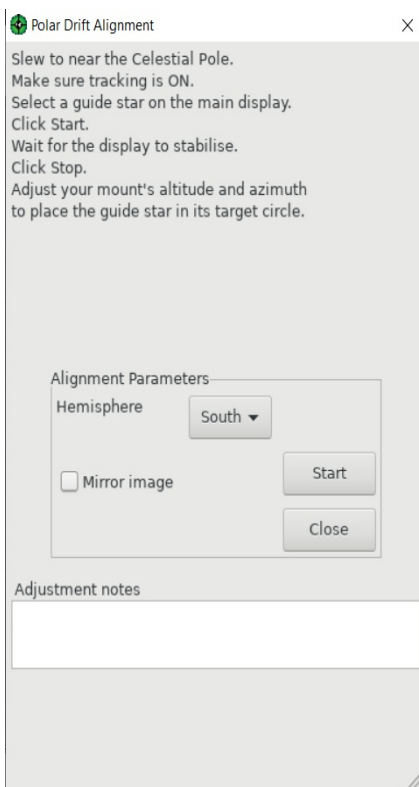 Polar Drift Alignment
Slew to near the Celestial Pole.
Make sure tracking is ON.
Select a guide star on the main display.
Click Start.
Wait for the display to stabilise.
Click Stop.
Adjust your mount's altitude and azimuth
to place the guide star in its target circle.
Alignment Parameters
Hemisphere
South
Mirror image
Start
Close
Adjustment notes